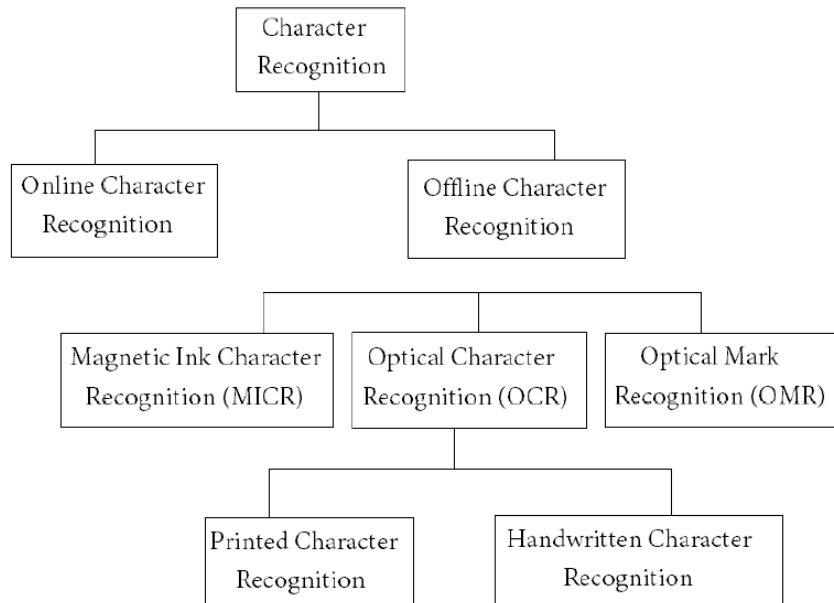 Character
Recognition
Online Character
Recognition
Offline Character
Recognition
Magnetic Ink Character
Recognition (MICR)
Optical Character
Recognition (OCR)
Optical Mark
Recognition (OMR)
Printed Character
Recognition
Handwritten Character
Recognition